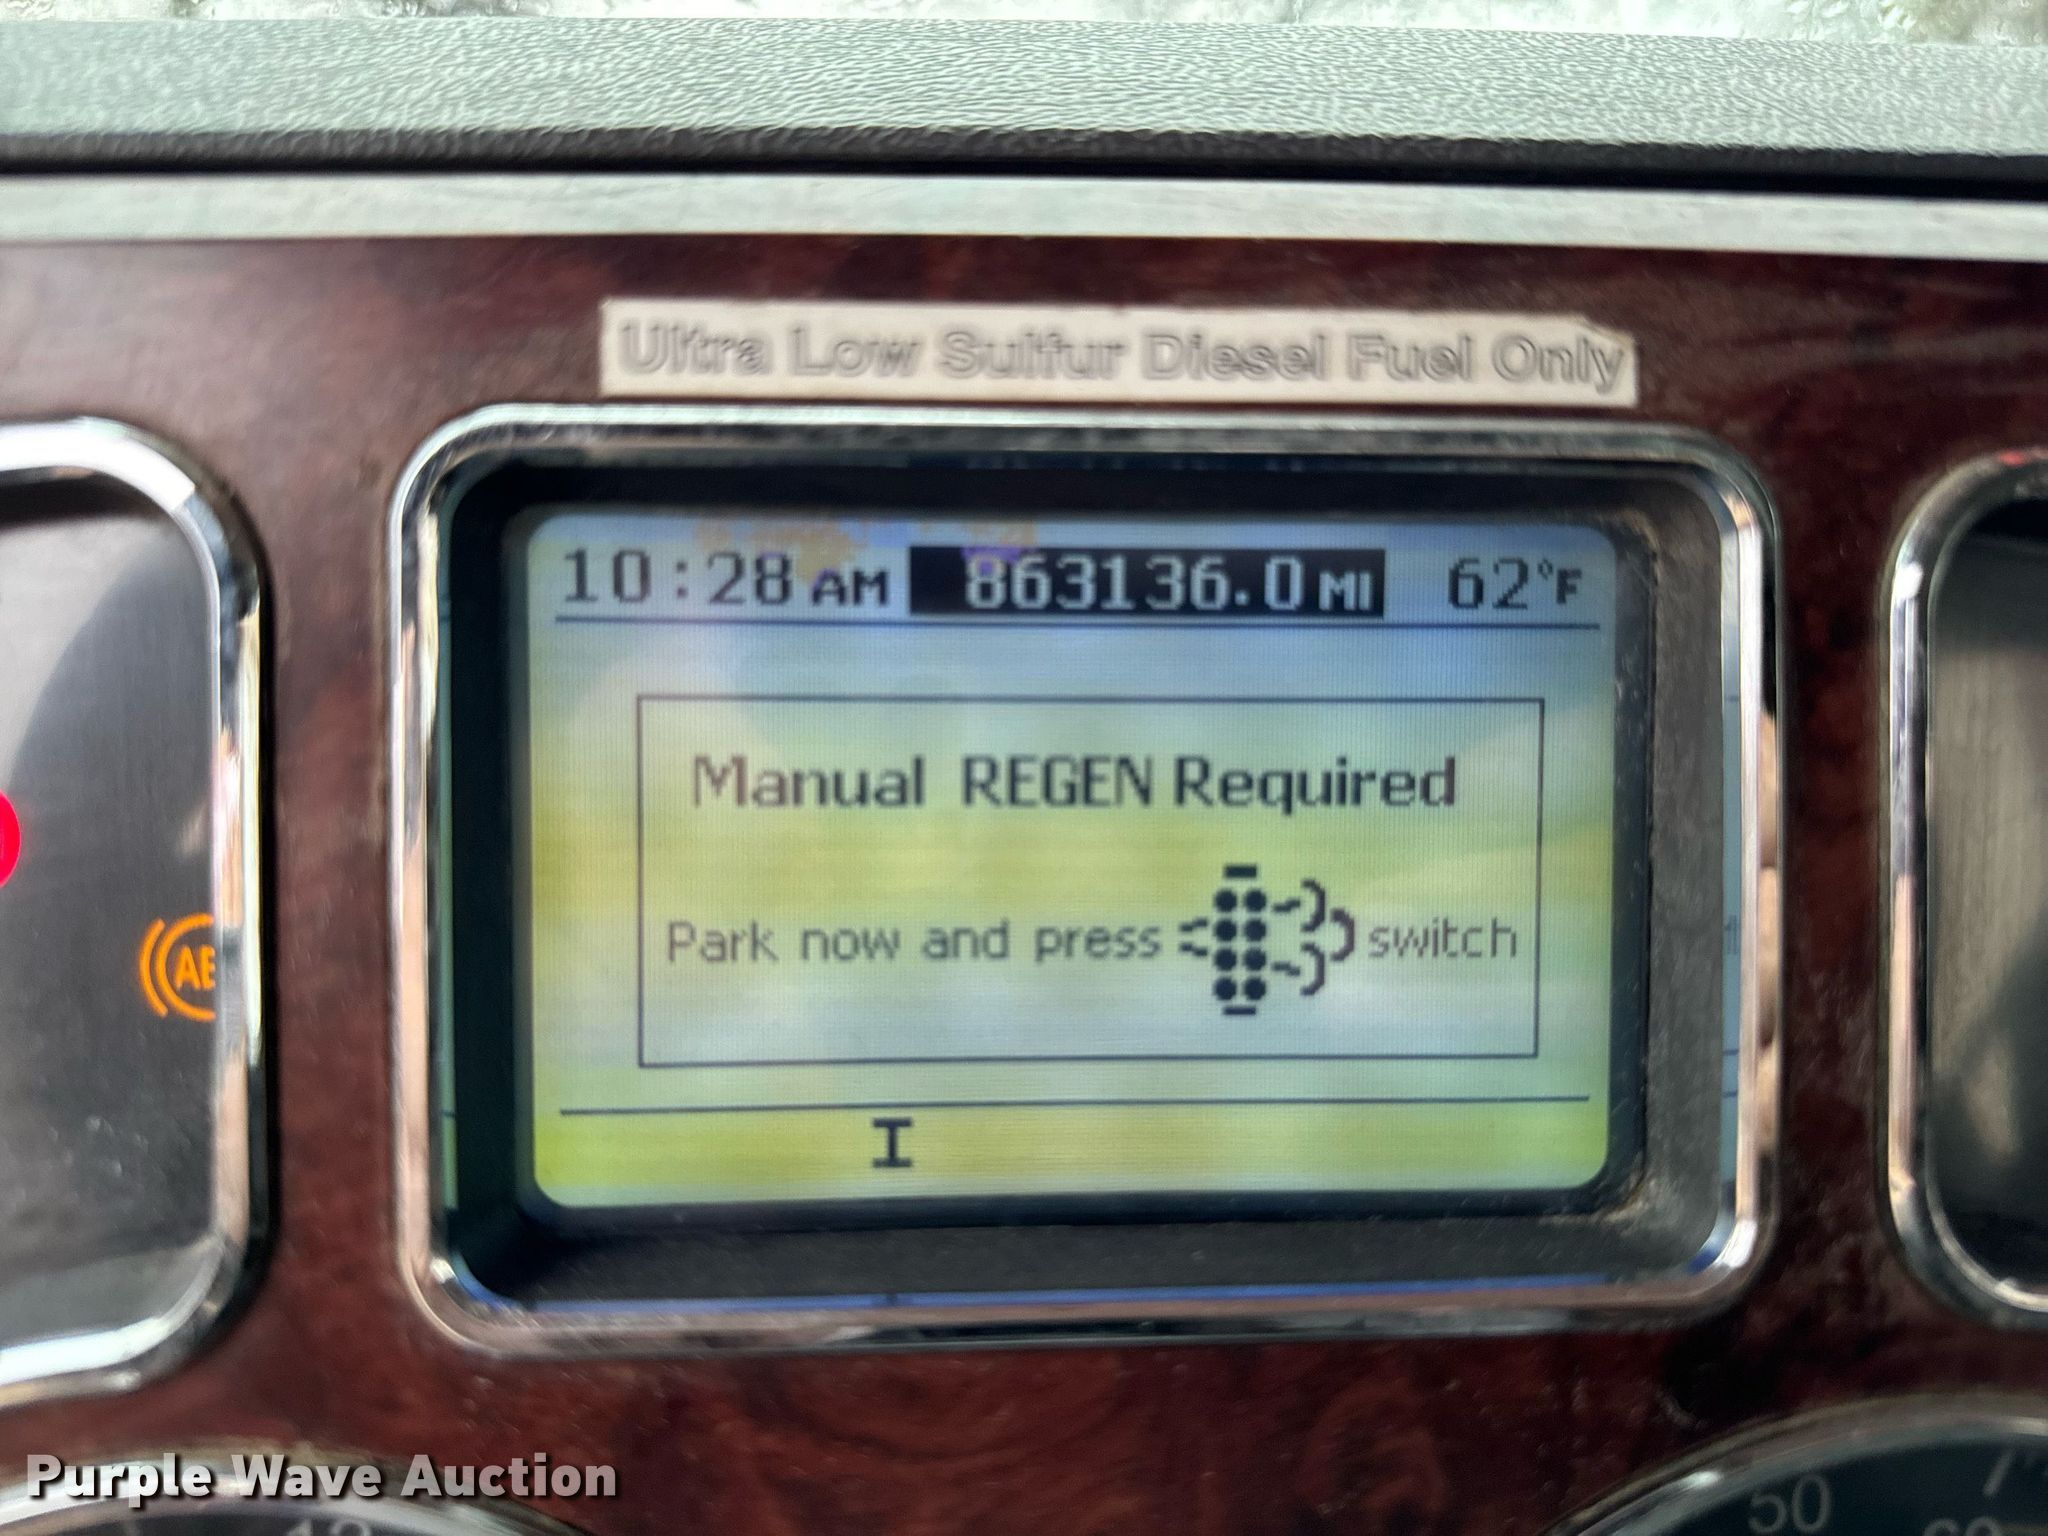 Ultra Low Sulfur Diesel Fuel Only
10:28 AM 863136.0 MI 62°F
Manual REGEN Required
Park now and press switch
I
Purple Wave Auction
50